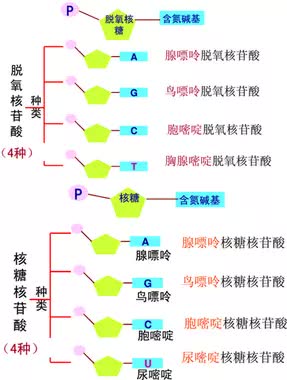 P 脱氧核糖 含氮碱基
A 腺嘌呤脱氧核苷酸
G 鸟嘌呤脱氧核苷酸
C 胞嘧啶脱氧核苷酸
T 胸腺嘧啶脱氧核苷酸
脱氧核苷酸
种类
(4种)
P 核糖 含氮碱基
A 腺嘌呤核糖核苷酸
腺嘌呤
G 鸟嘌呤核糖核苷酸
鸟嘌呤
C 胞嘧啶核糖核苷酸
胞嘧啶
U 尿嘧啶核糖核苷酸
尿嘧啶
核糖核苷酸
种类
(4种)